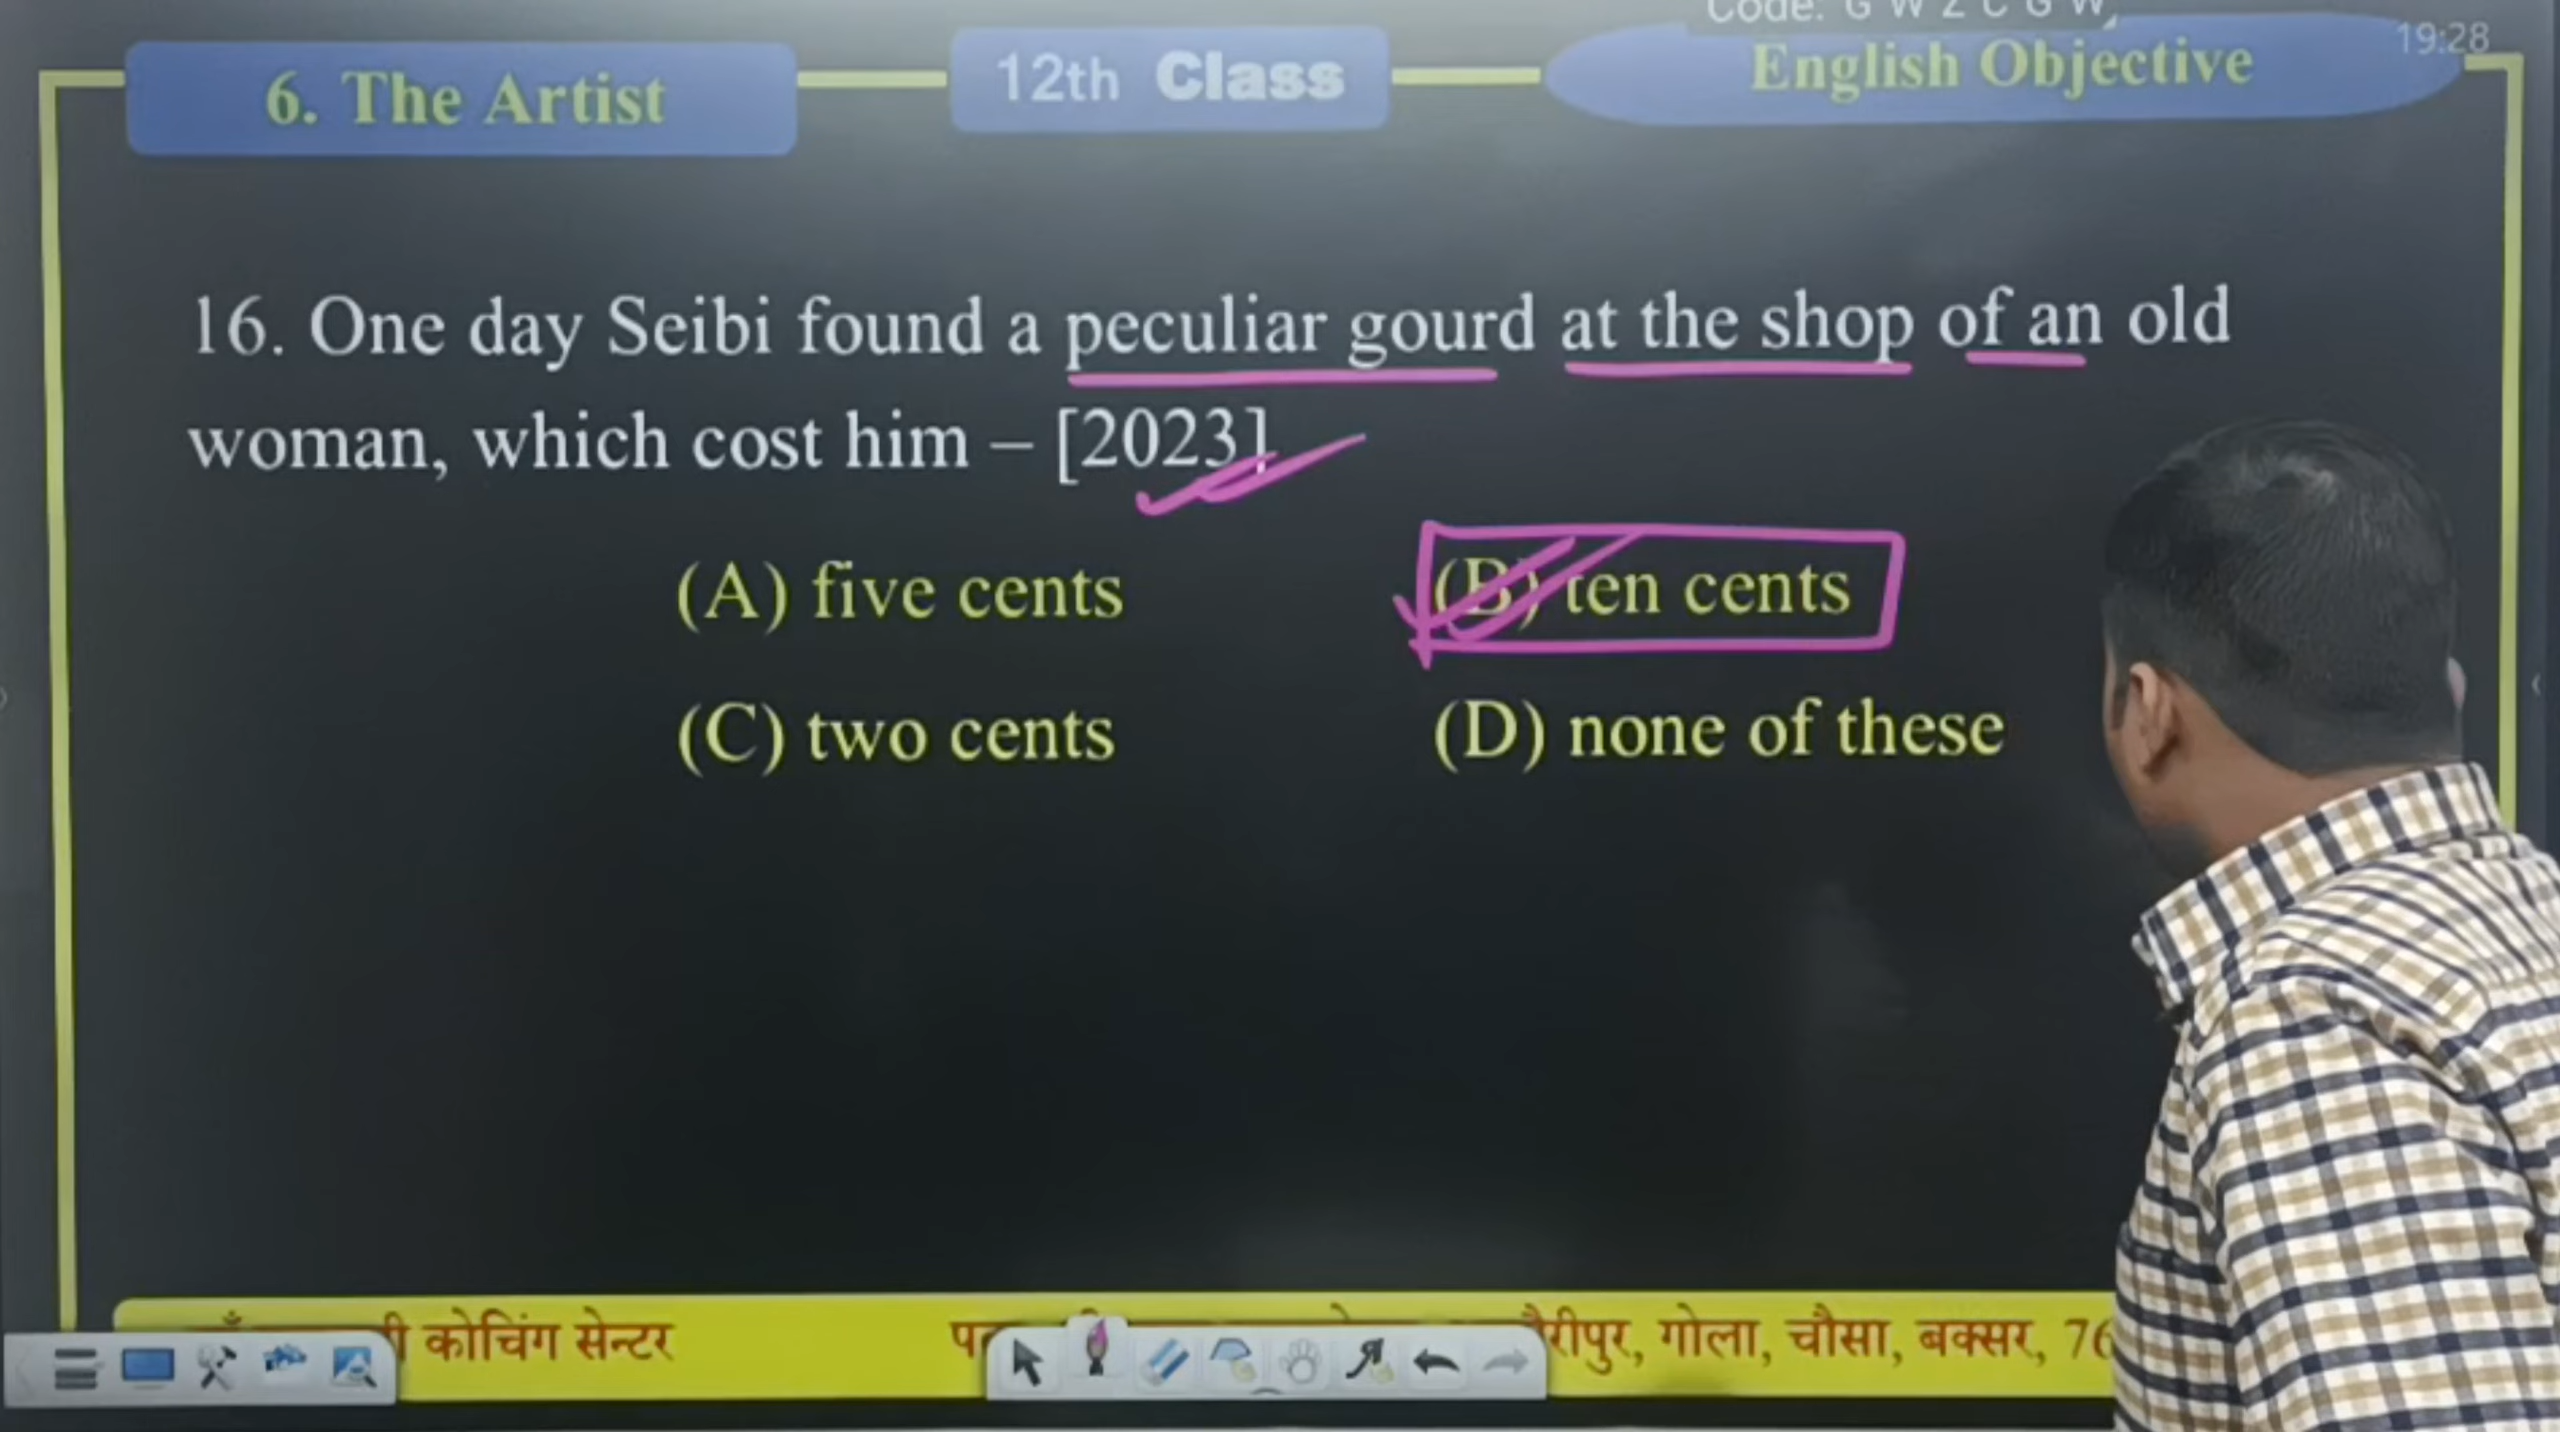 Code: G W Z C G W
19:28
6. The Artist
12th Class
English Objective
16. One day Seibi found a peculiar gourd at the shop of an old
woman, which cost him – [2023]
(A) five cents
(B) ten cents
(C) two cents
(D) none of these
कोचिंग सेन्टर
गोला, चौसा, बक्सर, 76